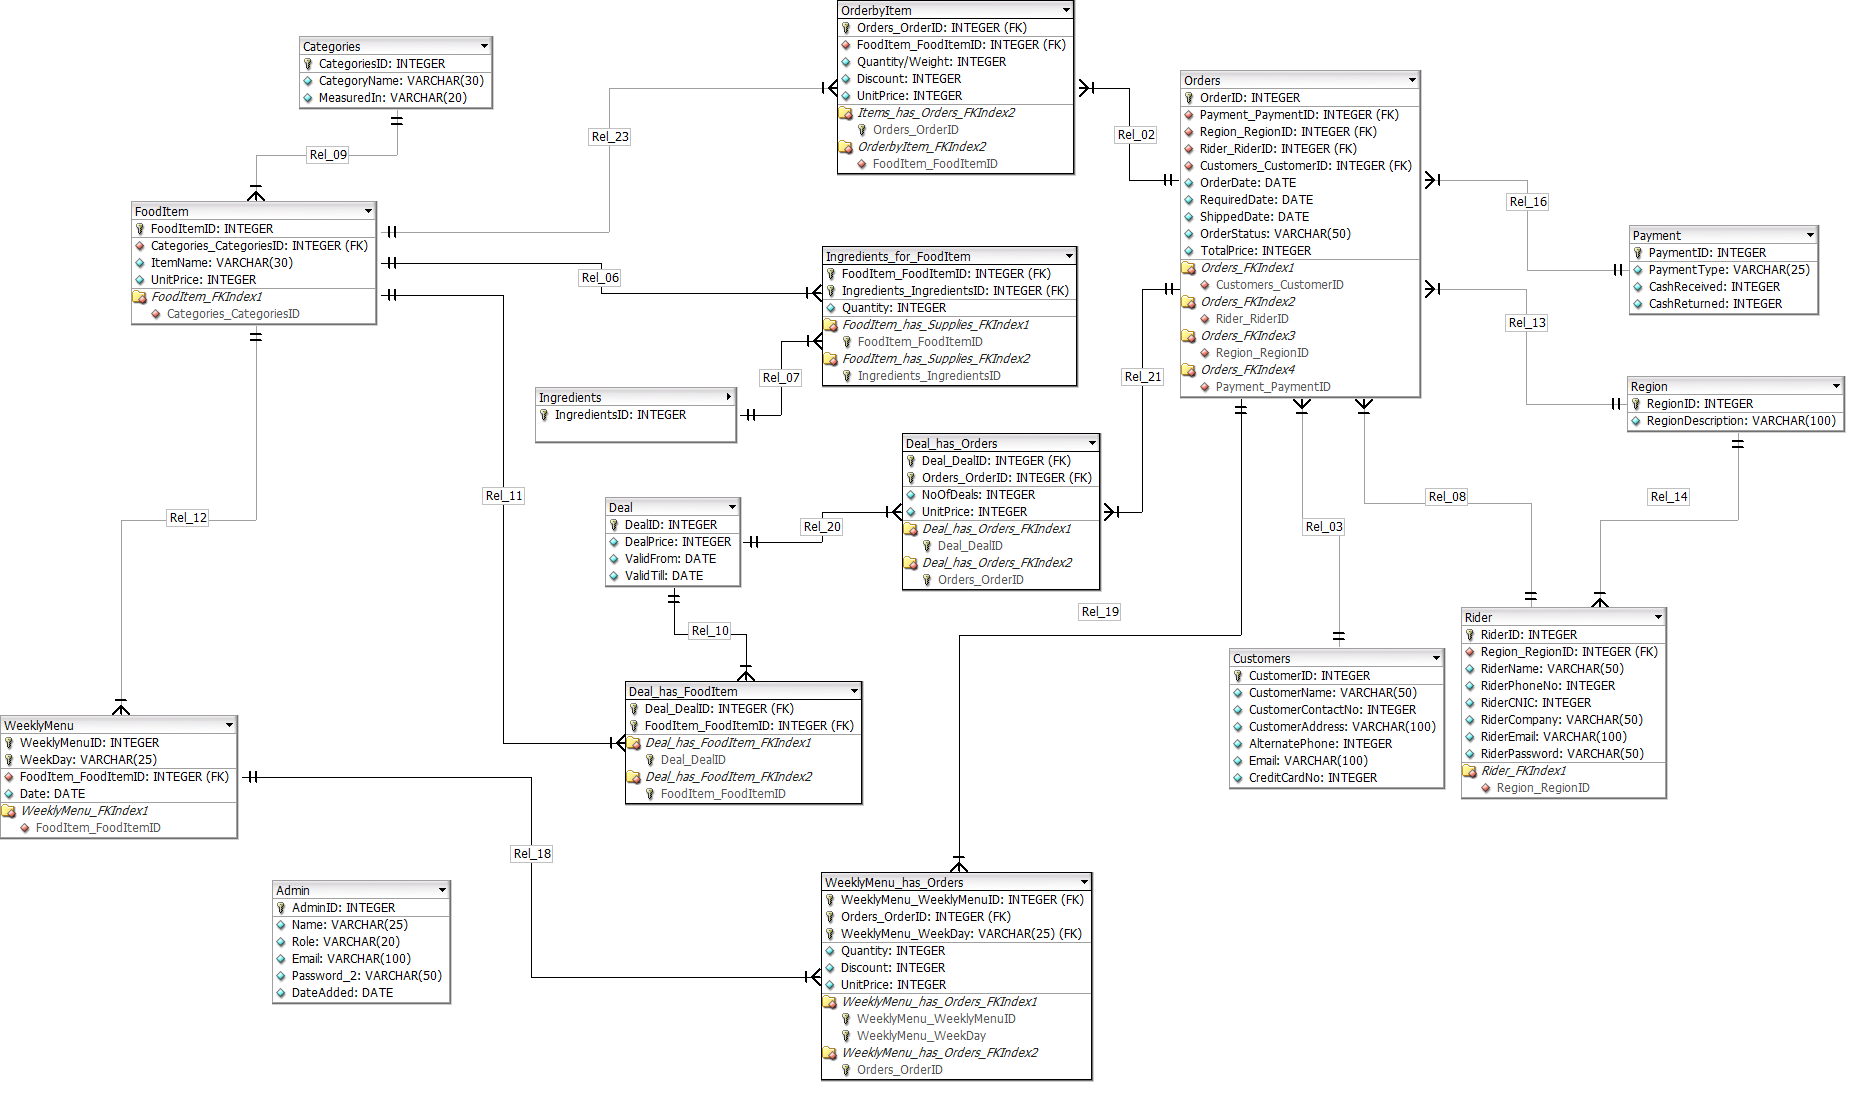 OrderbyItem
Orders_OrderID: INTEGER (FK)
FoodItem_FoodItemID: INTEGER (FK)
Quantity/Weight: INTEGER
Discount: INTEGER
UnitPrice: INTEGER
Items_has_Orders_FKIndex2
Orders_OrderID
OrderbyItem_FKIndex2
FoodItem_FoodItemID
Categories
CategoriesID: INTEGER
CategoryName: VARCHAR(30)
MeasuredIn: VARCHAR(20)
Rel_23
Rel_02
Rel_09
Orders
OrderID: INTEGER
Payment_PaymentID: INTEGER (FK)
Region_RegionID: INTEGER (FK)
Rider_RiderID: INTEGER (FK)
Customers_CustomerID: INTEGER (FK)
OrderDate: DATE
RequiredDate: DATE
ShippedDate: DATE
OrderStatus: VARCHAR(50)
TotalPrice: INTEGER
Orders_FKIndex1
Customers_CustomerID
Orders_FKIndex2
Rider_RiderID
Orders_FKIndex3
Region_RegionID
Orders_FKIndex4
Payment_PaymentID
Rel_16
FoodItem
FoodItemID: INTEGER
Categories_CategoriesID: INTEGER (FK)
ItemName: VARCHAR(30)
UnitPrice: INTEGER
FoodItem_FKIndex1
Categories_CategoriesID
Payment
PaymentID: INTEGER
PaymentType: VARCHAR(25)
CashReceived: INTEGER
CashReturned: INTEGER
Rel_06
Ingredients_for_FoodItem
FoodItem_FoodItemID: INTEGER (FK)
Ingredients_IngredientsID: INTEGER (FK)
Quantity: INTEGER
FoodItem_has_Supplies_FKIndex1
FoodItem_FoodItemID
FoodItem_has_Supplies_FKIndex2
Ingredients_IngredientsID
Rel_13
Rel_07
Rel_21
Ingredients
IngredientsID: INTEGER
Region
RegionID: INTEGER
RegionDescription: VARCHAR(100)
Deal_has_Orders
Deal_DealID: INTEGER (FK)
Orders_OrderID: INTEGER (FK)
NoOfDeals: INTEGER
UnitPrice: INTEGER
Deal_has_Orders_FKIndex1
Deal_DealID
Deal_has_Orders_FKIndex2
Orders_OrderID
Rel_11
Rel_08
Rel_14
Deal
DealID: INTEGER
DealPrice: INTEGER
ValidFrom: DATE
ValidTill: DATE
Rel_12
Rel_20
Rel_03
Rel_19
Rel_10
Rider
RiderID: INTEGER
Region_RegionID: INTEGER (FK)
RiderName: VARCHAR(50)
RiderPhoneNo: INTEGER
RiderCNIC: INTEGER
RiderCompany: VARCHAR(50)
RiderEmail: VARCHAR(100)
RiderPassword: VARCHAR(50)
Rider_FKIndex1
Region_RegionID
Customers
CustomerID: INTEGER
CustomerName: VARCHAR(50)
CustomerContactNo: INTEGER
CustomerAddress: VARCHAR(100)
AlternatePhone: INTEGER
Email: VARCHAR(100)
CreditCardNo: INTEGER
Deal_has_FoodItem
Deal_DealID: INTEGER (FK)
FoodItem_FoodItemID: INTEGER (FK)
Deal_has_FoodItem_FKIndex1
Deal_DealID
Deal_has_FoodItem_FKIndex2
FoodItem_FoodItemID
WeeklyMenu
WeeklyMenuID: INTEGER
WeekDay: VARCHAR(25)
FoodItem_FoodItemID: INTEGER (FK)
Date: DATE
WeeklyMenu_FKIndex1
FoodItem_FoodItemID
Rel_18
Admin
AdminID: INTEGER
Name: VARCHAR(25)
Role: VARCHAR(20)
Email: VARCHAR(100)
Password_2: VARCHAR(50)
DateAdded: DATE
WeeklyMenu_has_Orders
WeeklyMenu_WeeklyMenuID: INTEGER (FK)
Orders_OrderID: INTEGER (FK)
WeeklyMenu_WeekDay: VARCHAR(25) (FK)
Quantity: INTEGER
Discount: INTEGER
UnitPrice: INTEGER
WeeklyMenu_has_Orders_FKIndex1
WeeklyMenu_WeeklyMenuID
WeeklyMenu_WeekDay
WeeklyMenu_has_Orders_FKIndex2
Orders_OrderID